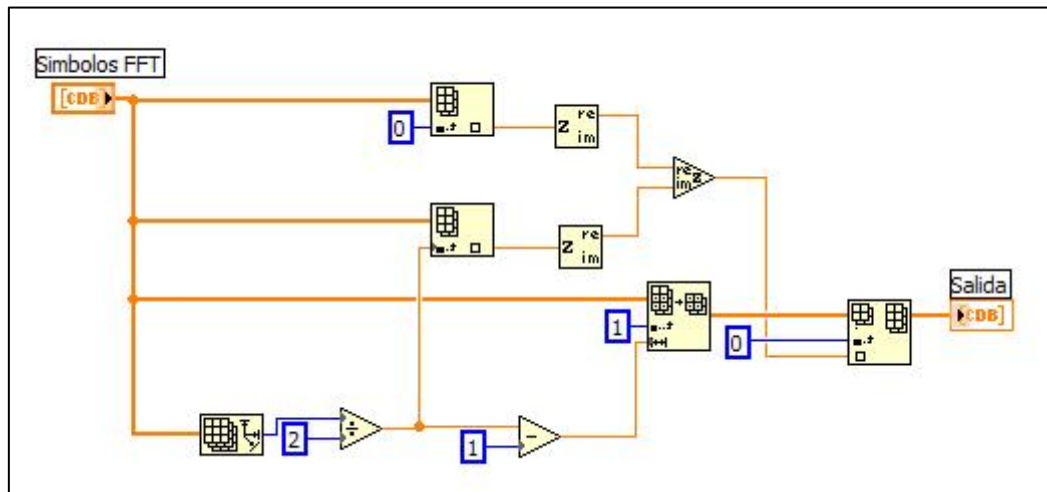 Simbolos FFT
[CDB]
0
re
z
im
re
im z
re
z
im
Salida
[CDB]
1
0
2
÷
1
-